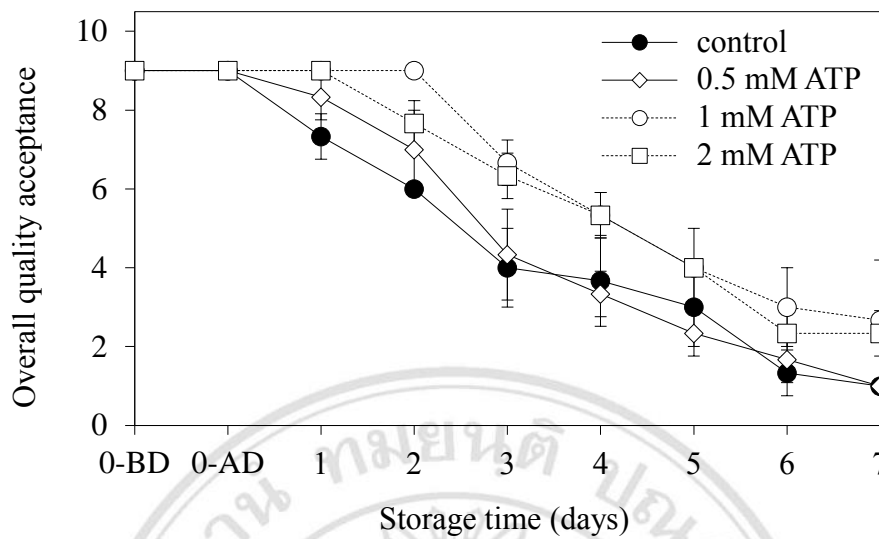 10
8
6
4
2
0
Overall quality acceptance
control
0.5 mM ATP
1 mM ATP
2 mM ATP
0-BD 0-AD 1 2 3 4 5 6 7
Storage time (days)